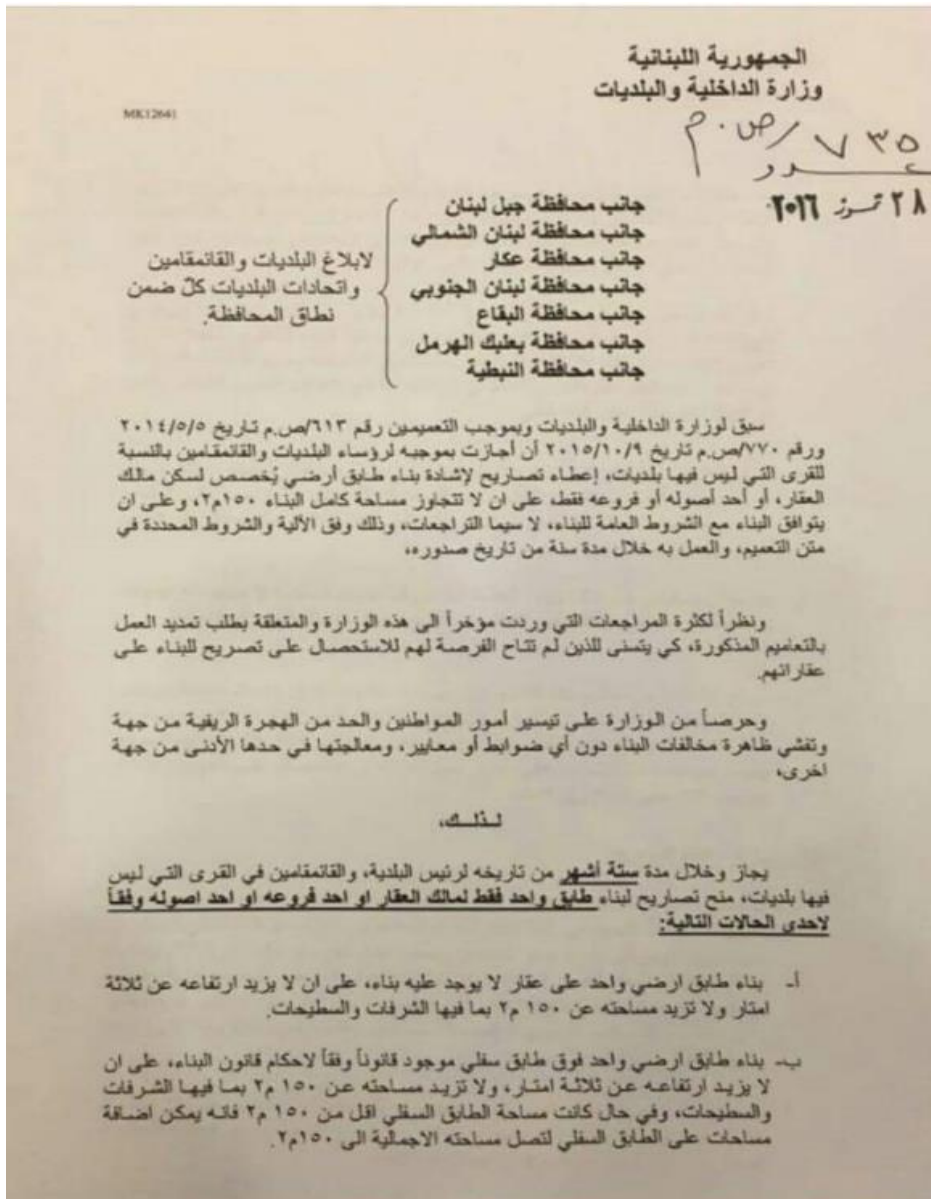 الجمهورية اللبنانية
وزارة الداخلية والبلديات
MK12641
٧٣٥/ص.م
صدر
٢٨ تموز ٢٠١٦
جانب محافظة جبل لبنان
جانب محافظة لبنان الشمالي
جانب محافظة عكار
جانب محافظة لبنان الجنوبي
جانب محافظة البقاع
جانب محافظة بعلبك الهرمل
جانب محافظة النبطية
لابلاغ البلديات والقائمقامين
واتحادات البلديات كلّ ضمن
نطاق المحافظة.
سبق لوزارة الداخلية والبلديات وبموجب التعميمين رقم ٦١٣/ص.م تاريخ ٢٠١٤/٥/٥
ورقم ٧٧٠/ص.م تاريخ ٢٠١٥/١٠/٩ أن أجازت بموجبه لرؤساء البلديات والقائمقامين بالنسبة
للقرى التي ليس فيها بلديات، إعطاء تصاريح لإشادة بناء طابق أرضي يُخصص لسكن مالك
العقار، أو أحد أصوله أو فروعه فقط، على ان لا تتجاوز مساحة كامل البناء ١٥٠م٢، وعلى ان
يتوافق البناء مع الشروط العامة للبناء، لا سيما التراجعات، وذلك وفق الآلية والشروط المحددة في
متن التعميم، والعمل به خلال مدة سنة من تاريخ صدوره،
ونظراً لكثرة المراجعات التي وردت مؤخراً الى هذه الوزارة والمتعلقة بطلب تمديد العمل
بالتعاميم المذكورة، كي يتسنى للذين لم تتاح الفرصة لهم للاستحصال على تصريح للبناء على
عقاراتهم.
وحرصاً من الوزارة على تيسير أمور المواطنين والحد من الهجرة الريفية من جهة
وتفشي ظاهرة مخالفات البناء دون أي ضوابط أو معايير، ومعالجتها في حدها الأدنى من جهة
اخرى،
لـذلـك،
يجاز وخلال مدة ستة أشهر من تاريخه لرئيس البلدية، والقائمقامين في القرى التي ليس
فيها بلديات، منح تصاريح لبناء طابق واحد فقط لمالك العقار او احد فروعه او احد اصوله وفقاً
لاحدى الحالات التالية:
أ- بناء طابق ارضي واحد على عقار لا يوجد عليه بناء، على ان لا يزيد ارتفاعه عن ثلاثة
امتار ولا تزيد مساحته عن ١٥٠ م٢ بما فيها الشرفات والسطيحات.
ب- بناء طابق ارضي واحد فوق طابق سفلي موجود قانوناً وفقاً لاحكام قانون البناء، على ان
لا يزيد ارتفاعه عن ثلاثة امتار، ولا تزيد مساحته عن ١٥٠ م٢ بما فيها الشرفات
والسطيحات، وفي حال كانت مساحة الطابق السفلي اقل من ١٥٠ م٢ فانه يمكن اضافة
مساحات على الطابق السفلي لتصل مساحته الاجمالية الى ١٥٠م٢.